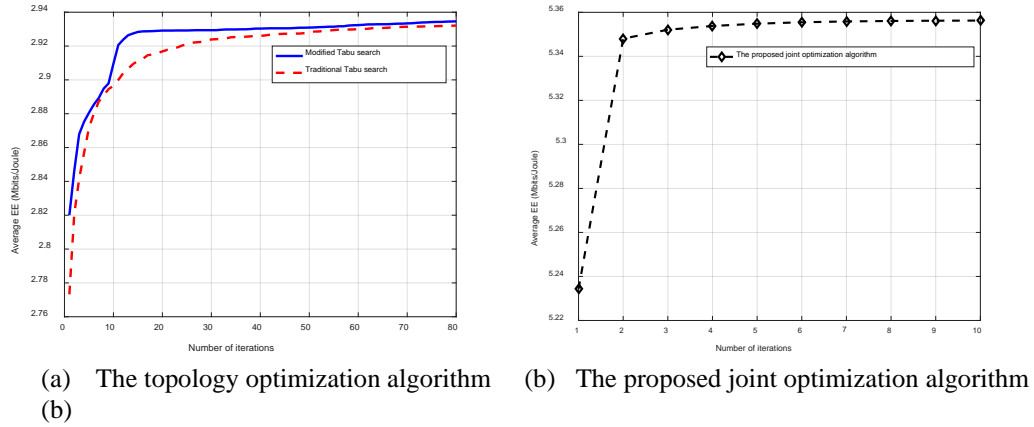 2.94
2.92
2.9
2.88
2.86
2.84
2.82
2.8
2.78
2.76
0 10 20 30 40 50 60 70 80
Average EE (Mbits/Joule)
Number of iterations
Modified Tabu search
Traditional Tabu search
5.36
5.34
5.32
5.3
5.28
5.26
5.24
5.22
1 2 3 4 5 6 7 8 9 10
Average EE (Mbits/Joule)
Number of iterations
The proposed joint optimization algorithm
(a) The topology optimization algorithm (b) The proposed joint optimization algorithm
(b)